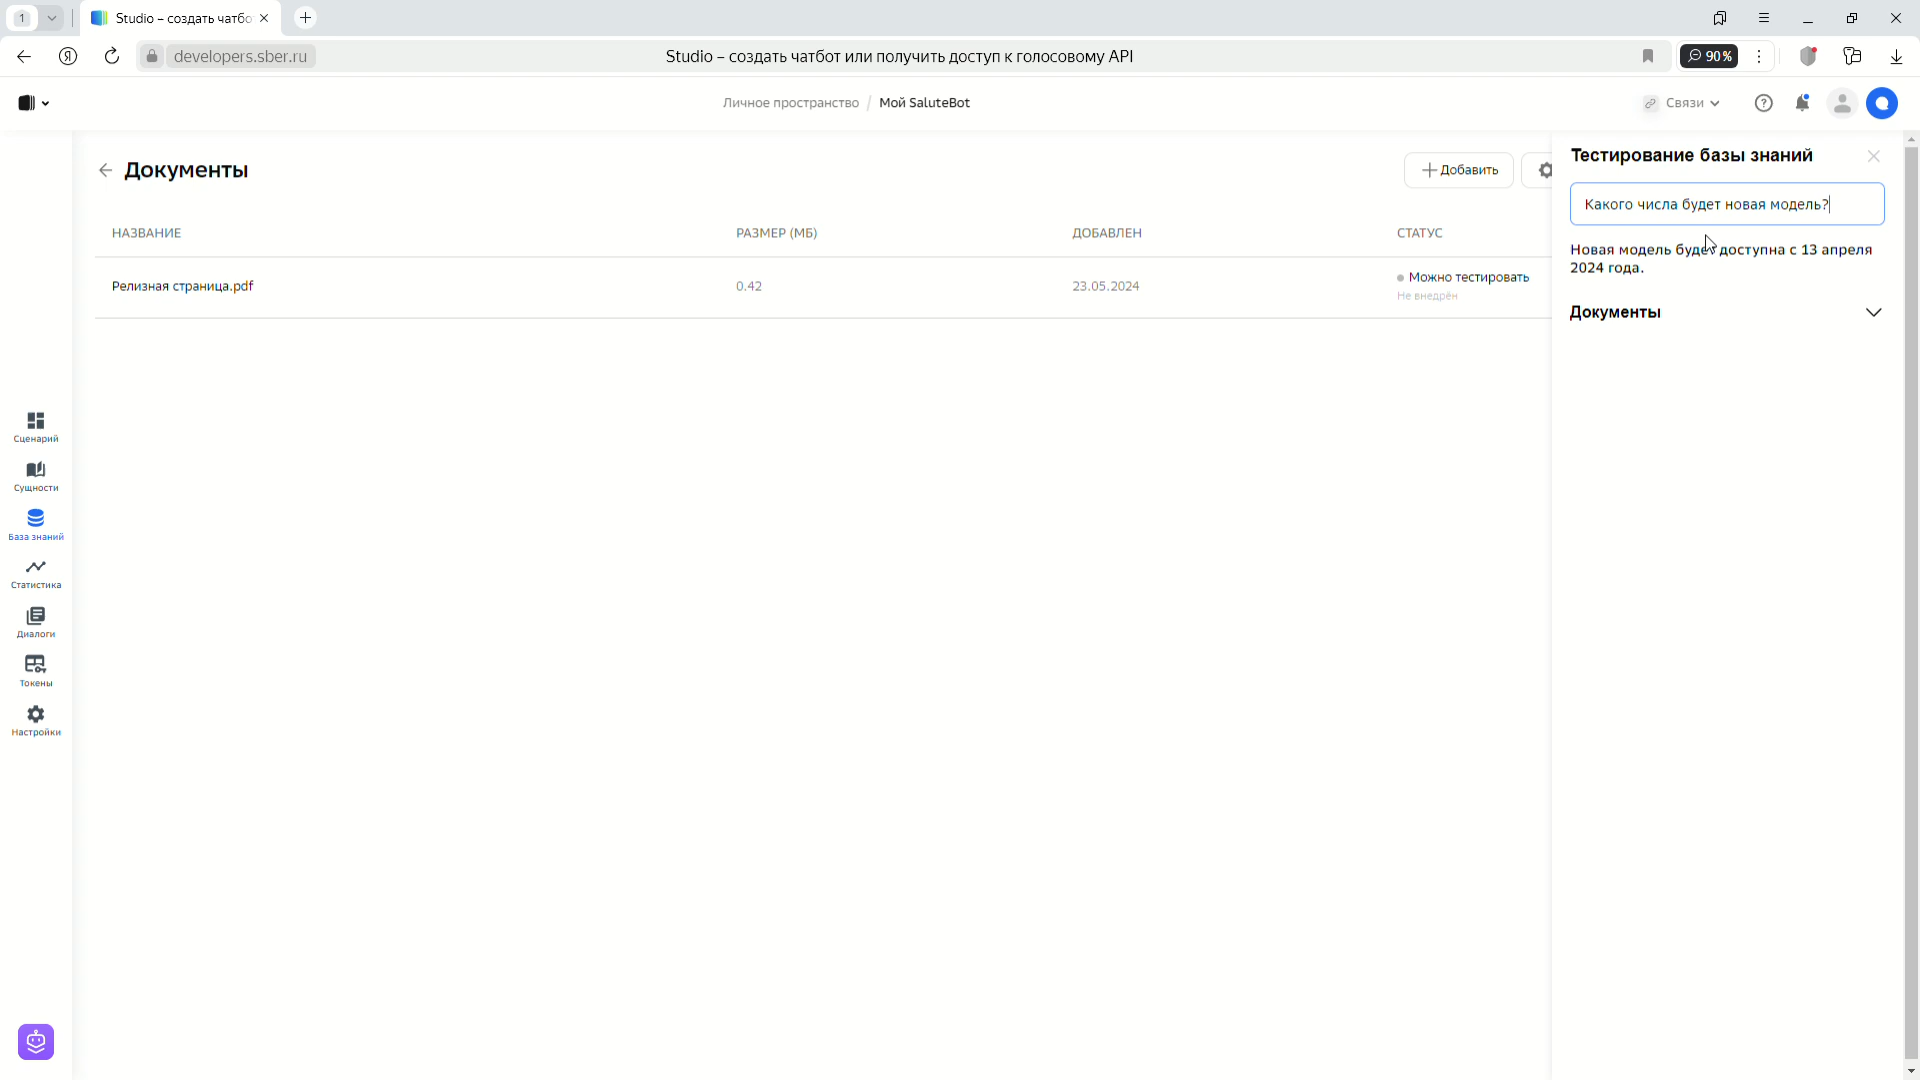 1
Studio – создать чатбо
developers.sber.ru
Studio – создать чатбот или получить доступ к голосовому API
90%
Личное пространство / Мой SaluteBot
Связи
Документы
Добавить
НАЗВАНИЕ
РАЗМЕР (МБ)
ДОБАВЛЕН
СТАТУС
Релизная страница.pdf
0.42
23.05.2024
Можно тестировать
Не внедрён
Тестирование базы знаний
Какого числа будет новая модель?
Новая модель будет доступна с 13 апреля
2024 года.
Документы
Сценарий
Сущности
База знаний
Статистика
Диалоги
Токены
Настройки